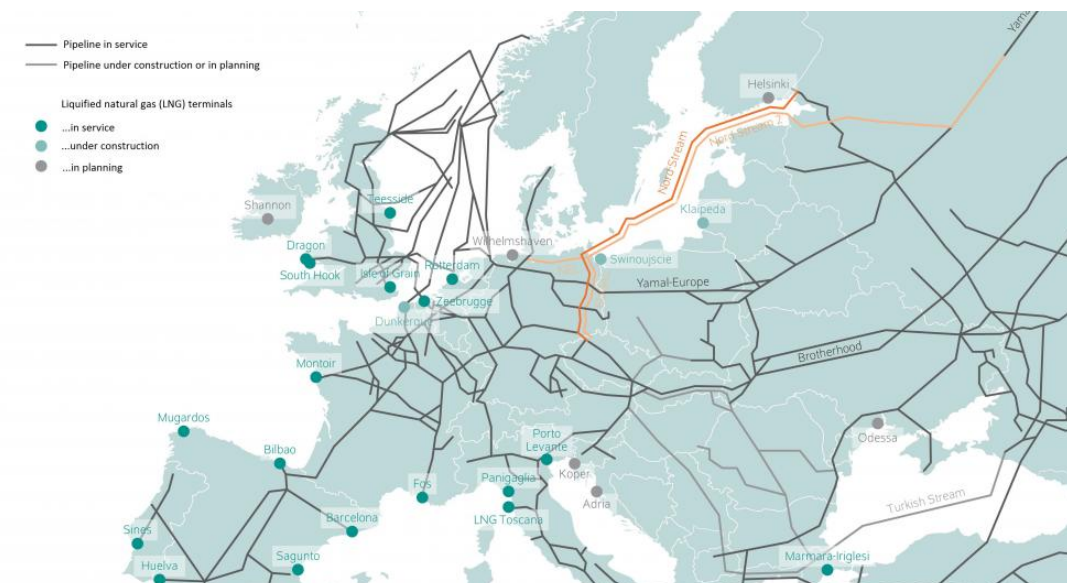 Pipeline in service
Pipeline under construction or in planning
Liquified natural gas (LNG) terminals
...in service
...under construction
...in planning
Helsinki
Nord-Stream 2
Nord-Stream
Teesside
Shannon
Klaipeda
Wilhelmshaven
Dragon
South Hook
Isle of Grain
Rotterdam
Swinoujscie
Yamal-Europe
Zeebrugge
Brotherhood
Montoir
Mugardos
Bilbao
Porto
Levante
Koper
Odessa
Fos
Panigaglia
Adria
LNG Toscana
Turkish Stream
Barcelona
Sines
Sagunto
Huelva
Marmara-Iriglesi